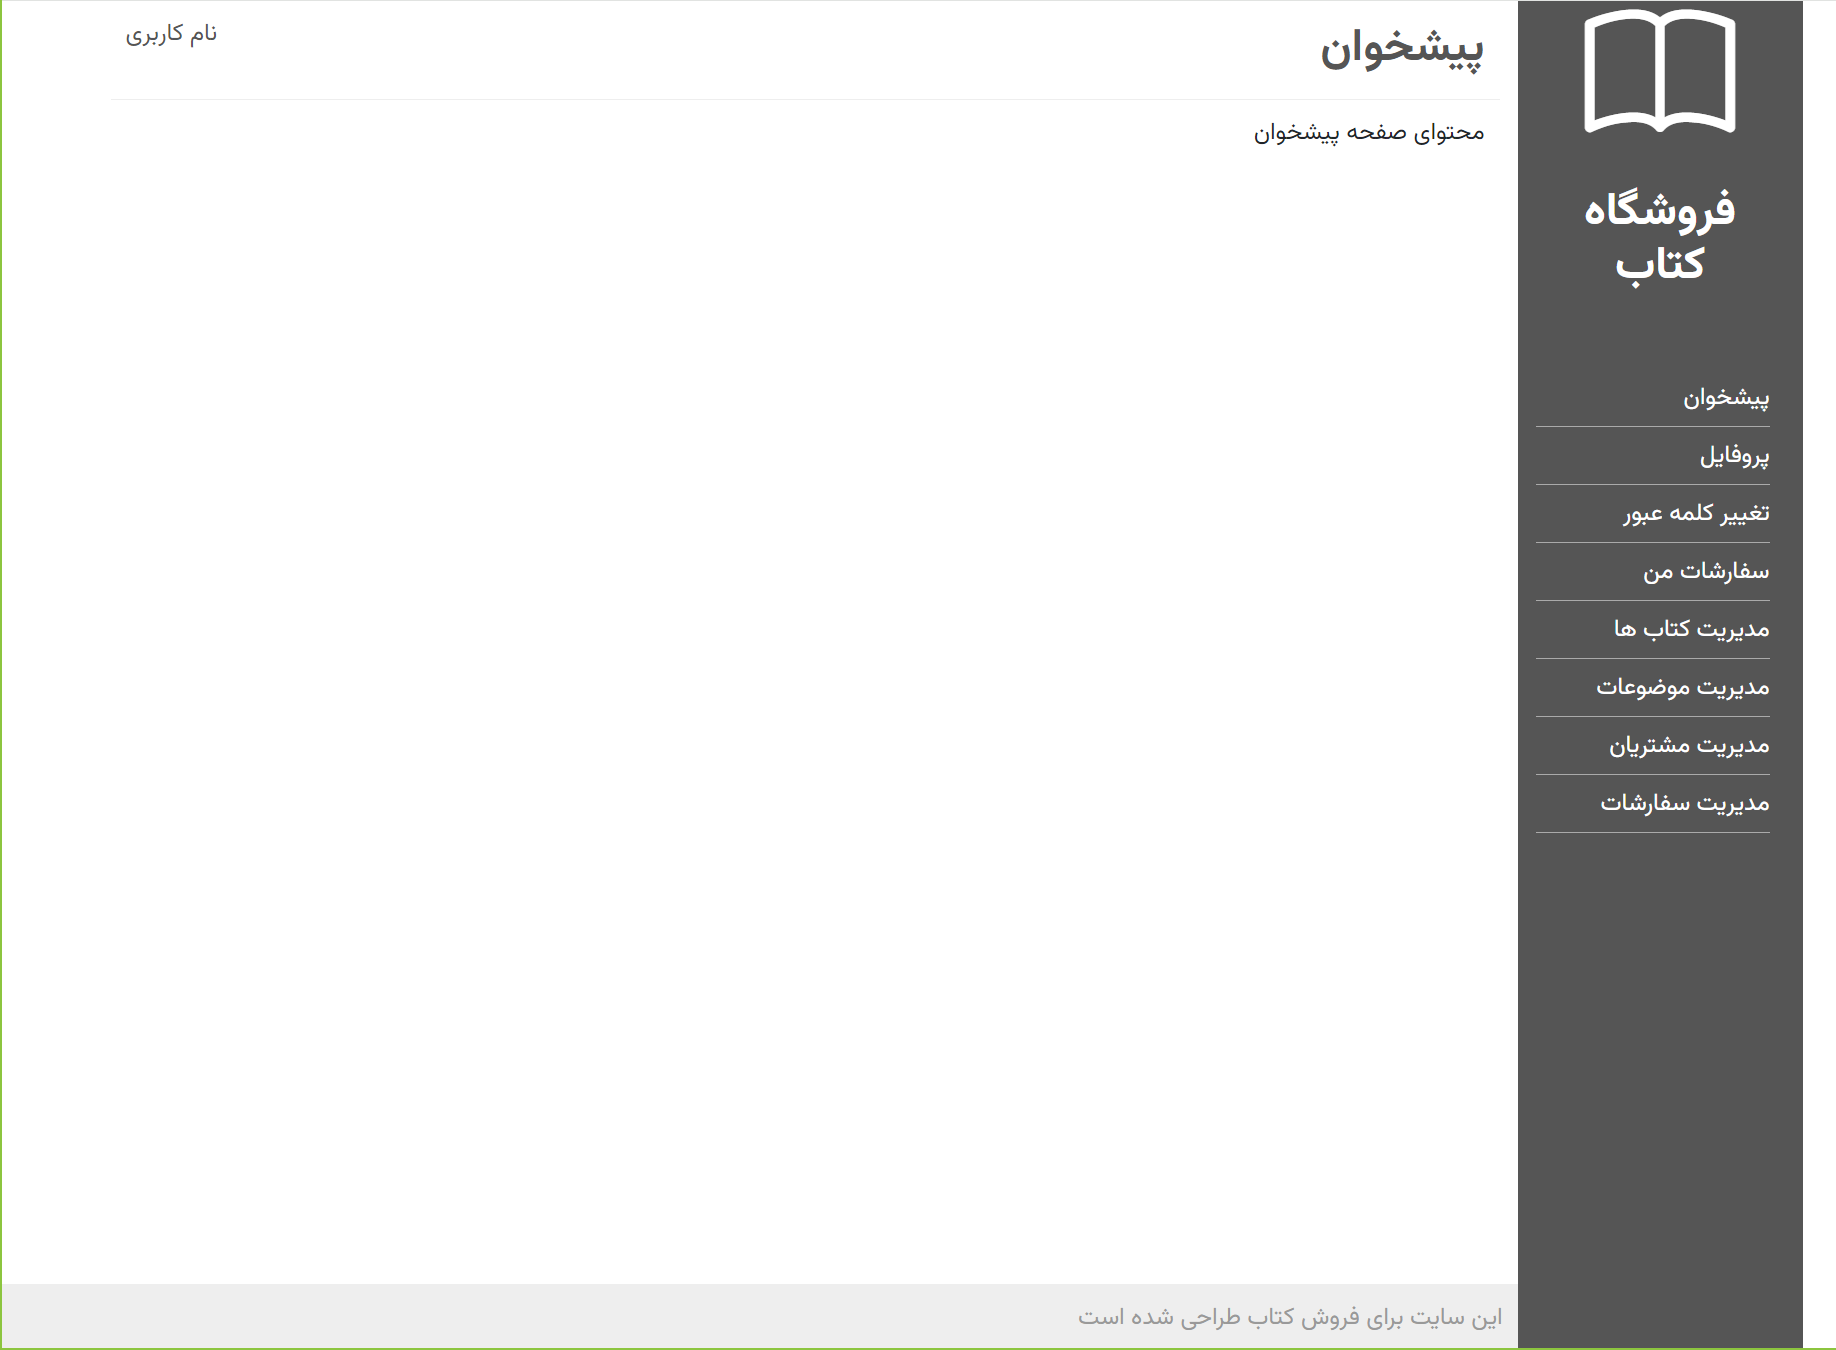 فروشگاه
کتاب
پیشخوان
پروفایل
تغییر کلمه عبور
سفارشات من
مدیریت کتاب ها
مدیریت موضوعات
مدیریت مشتریان
مدیریت سفارشات
پیشخوان
نام کاربری
محتوای صفحه پیشخوان
این سایت برای فروش کتاب طراحی شده است